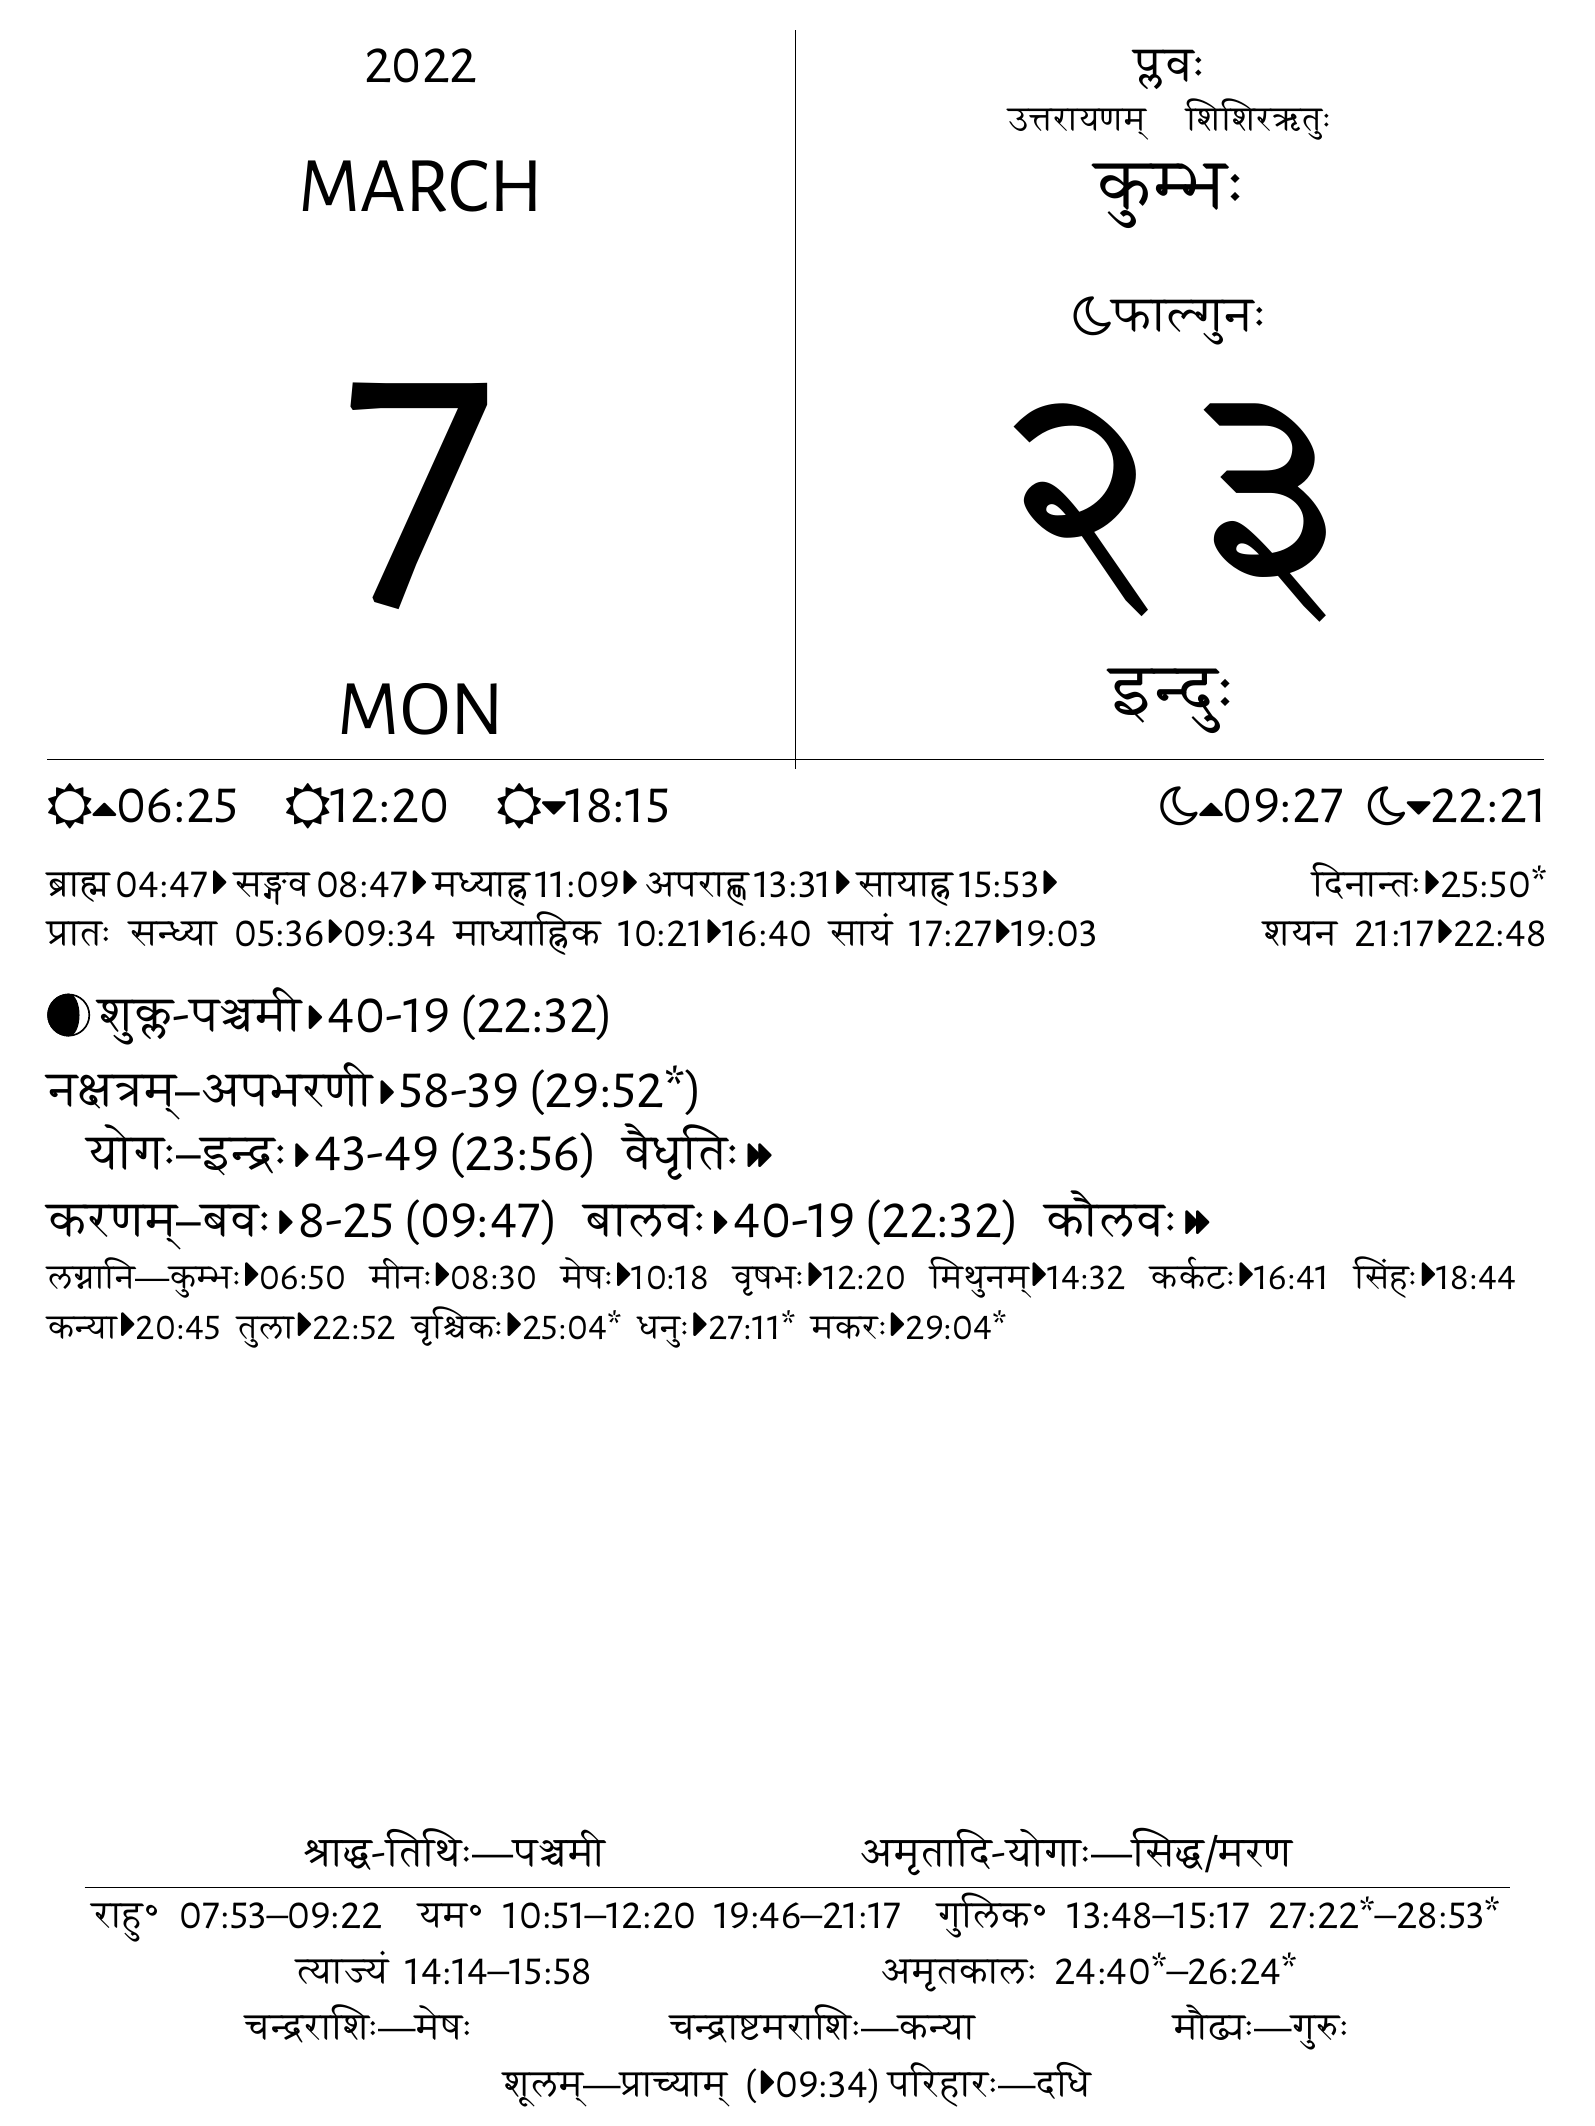 2022
MARCH
7
MON
प्लवः
उत्तरायणम् शिशिरऋतुः
कुम्भः
फाल्गुनः
२३
इन्दुः
06:25 12:20 18:15 09:27 22:21
ब्राह्म 04:47 सङ्गव 08:47 मध्याह्न 11:09 अपराह्ण 13:31 सायाह्न 15:53 दिनान्तः 25:50*
प्रातः सन्ध्या 05:36 09:34 माध्याह्निक 10:21 16:40 सायं 17:27 19:03 शयन 21:17 22:48
शुक्ल-पञ्चमी 40-19 (22:32)
नक्षत्रम्–अपभरणी 58-39 (29:52*)
योगः–इन्द्रः 43-49 (23:56) वैधृतिः
करणम्–बवः 8-25 (09:47) बालवः 40-19 (22:32) कौलवः
लग्नानि—कुम्भः 06:50 मीनः 08:30 मेषः 10:18 वृषभः 12:20 मिथुनम् 14:32 कर्कटः 16:41 सिंहः 18:44
कन्या 20:45 तुला 22:52 वृश्चिकः 25:04* धनुः 27:11* मकरः 29:04*
श्राद्ध-तिथिः—पञ्चमी अमृतादि-योगाः—सिद्ध/मरण
राहु॰ 07:53–09:22 यम॰ 10:51–12:20 19:46–21:17 गुलिक॰ 13:48–15:17 27:22*–28:53*
त्याज्यं 14:14–15:58 अमृतकालः 24:40*–26:24*
चन्द्रराशिः—मेषः चन्द्राष्टमराशिः—कन्या मौढ्यः—गुरुः
शूलम्—प्राच्याम् (09:34) परिहारः—दधि